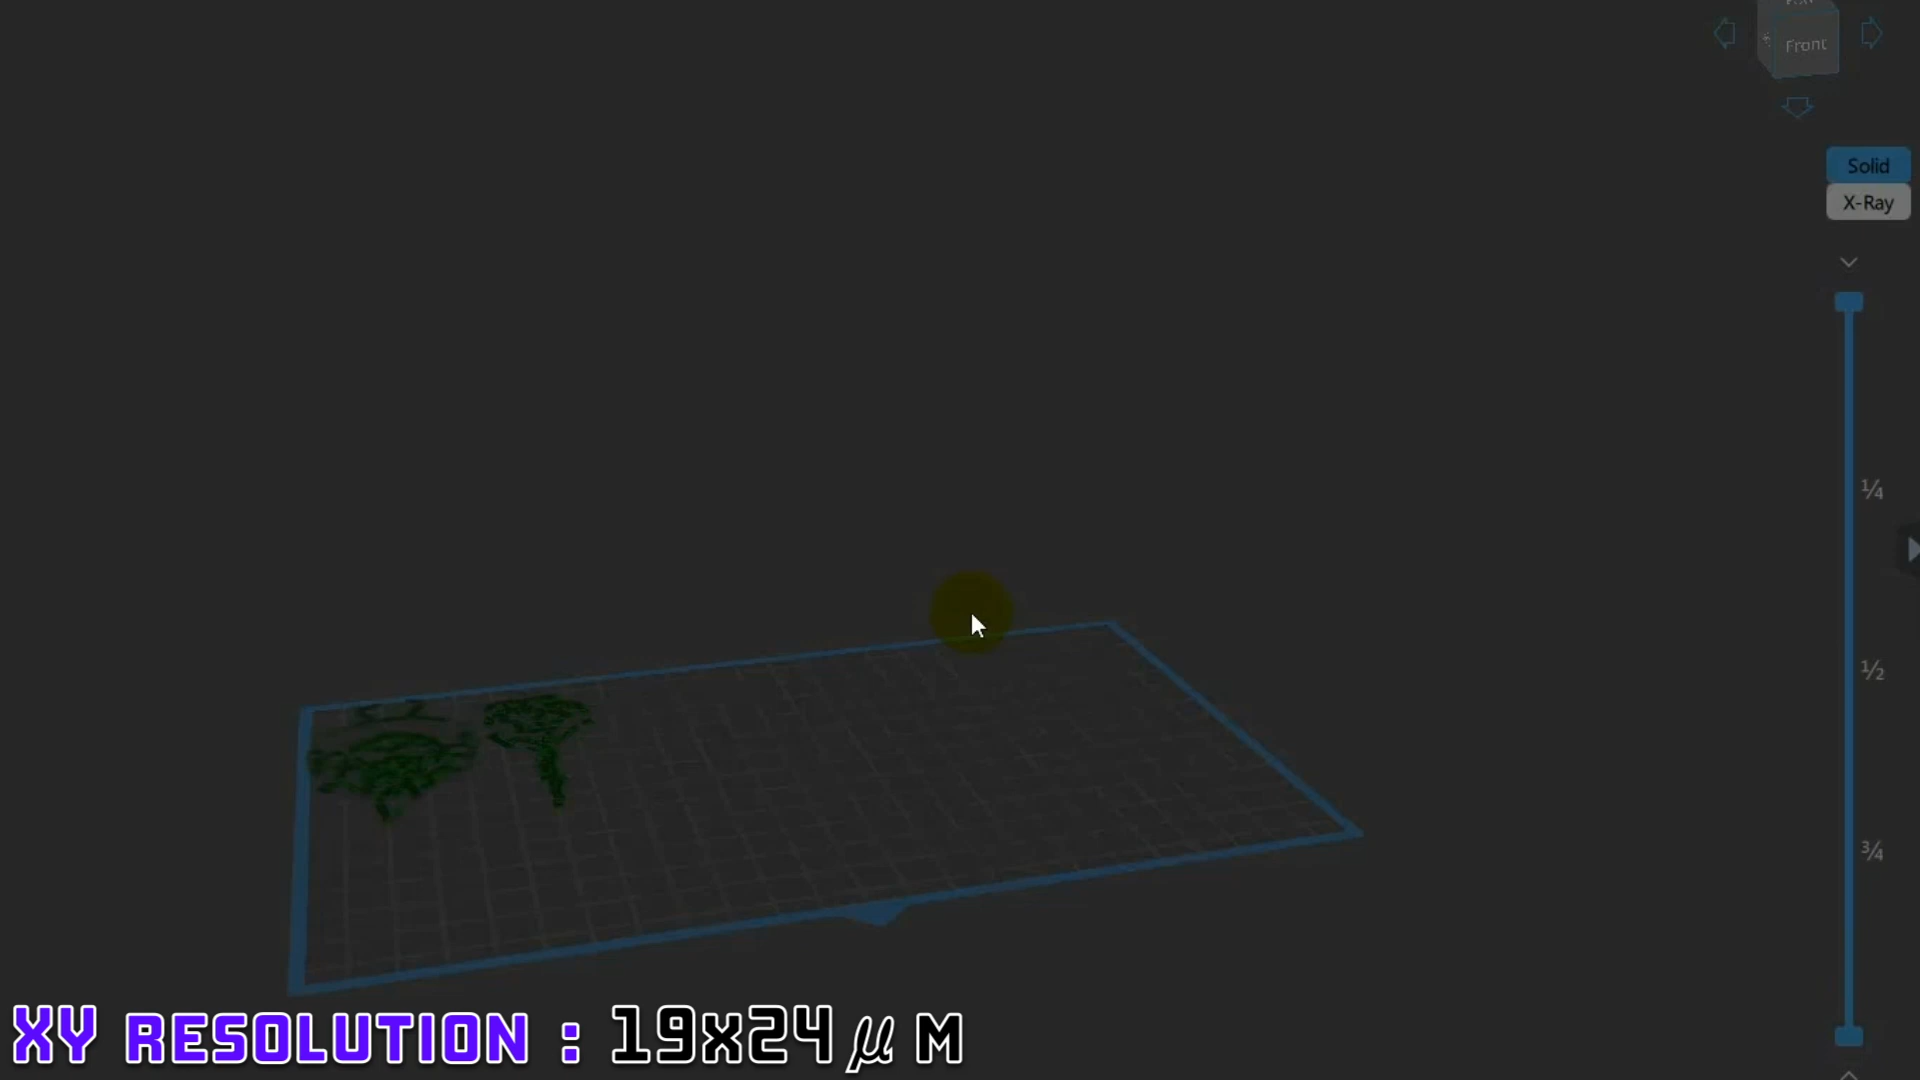 Front
Solid
X-Ray
¼
½
¾
XY RESOLUTION : 19x24μM